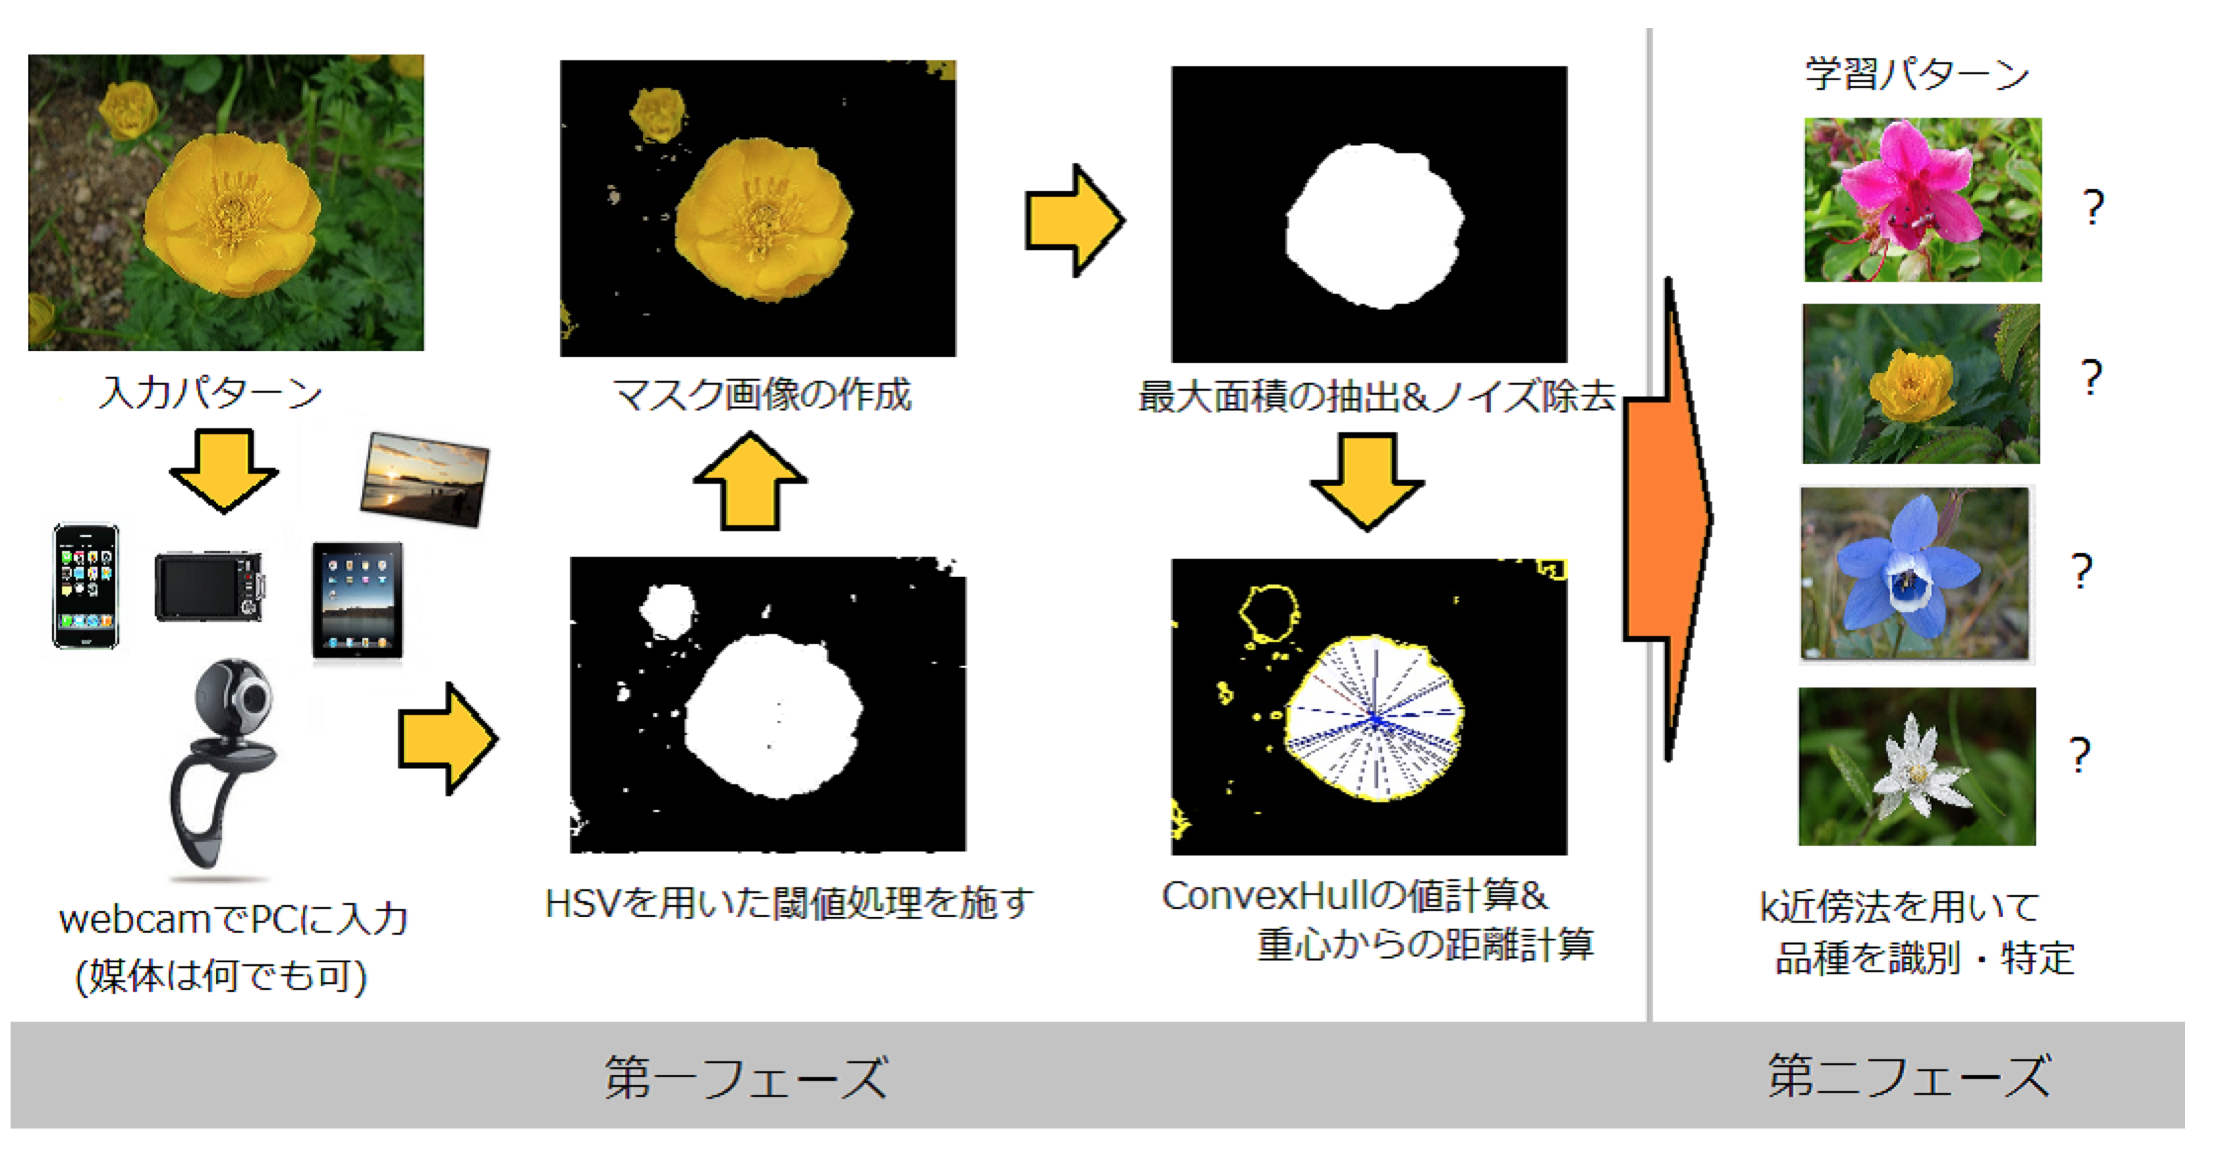 入力パターン
webcamでPCに入力
(媒体は何でも可)
HSVを用いた閾値処理を施す
マスク画像の作成
最大面積の抽出&ノイズ除去
ConvexHullの値計算&
重心からの距離計算
学習パターン
?
?
?
?
k近傍法を用いて
品種を識別・特定
第一フェーズ
第二フェーズ